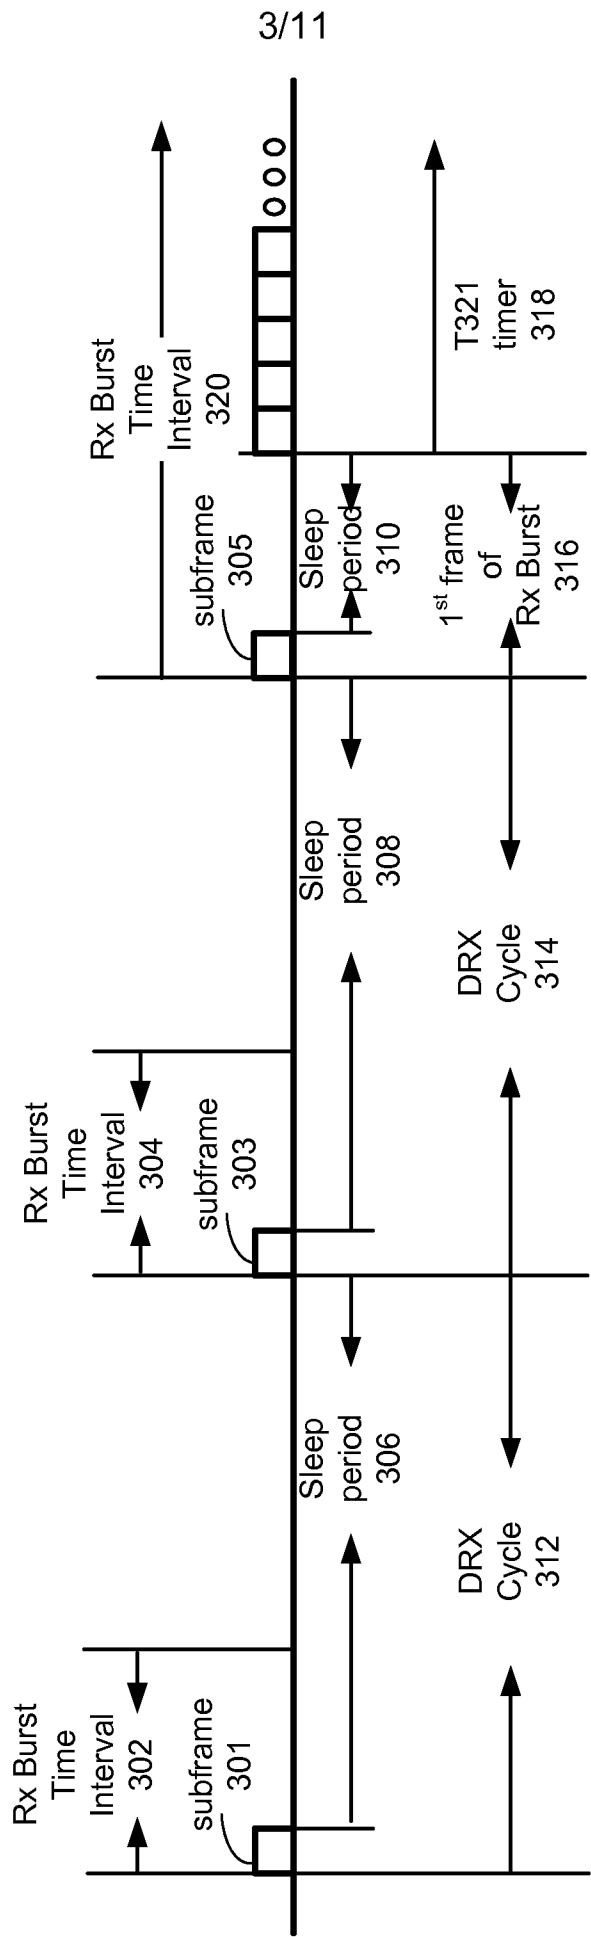 3/11
Rx Burst
Time
Interval
302
subframe
301
Rx Burst
Time
Interval
304
subframe
303
Rx Burst
Time
Interval
320
subframe
305
Sleep
period
306
Sleep
period
308
Sleep
period
310
DRX
Cycle
312
DRX
Cycle
314
1st frame
of
Rx Burst
316
T321
timer
318